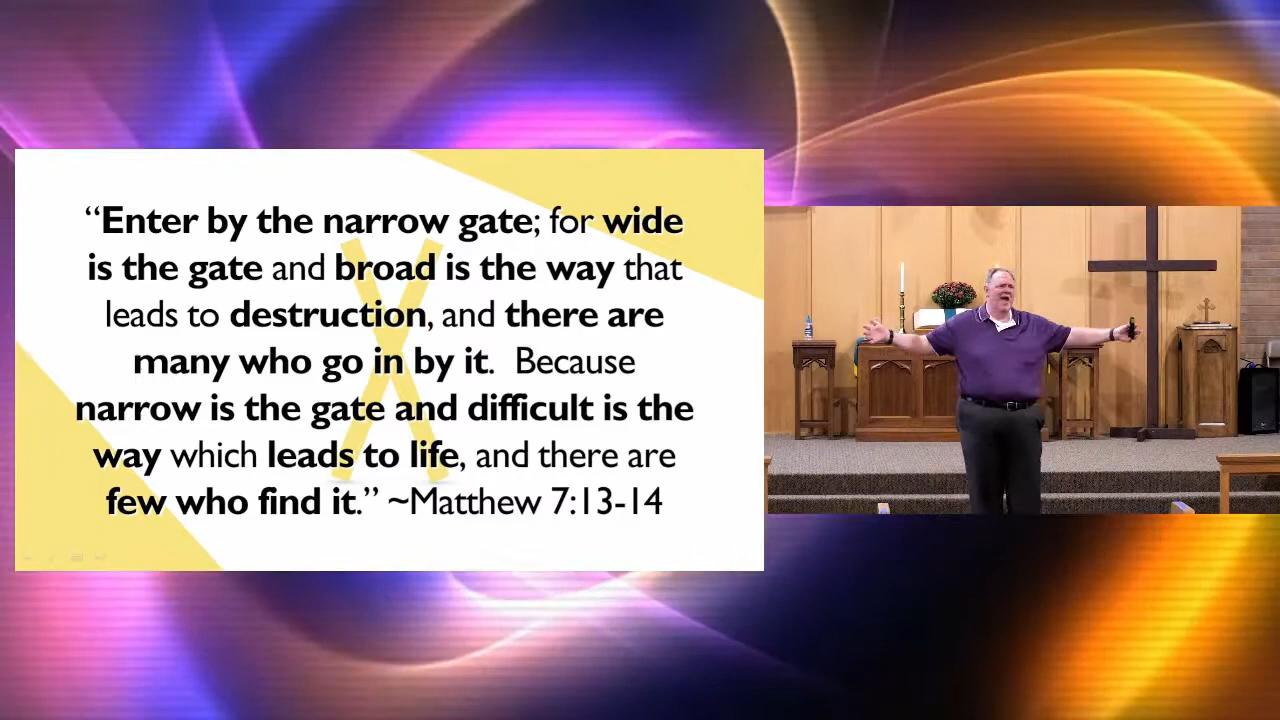 “Enter by the narrow gate; for wide
is the gate and broad is the way that
leads to destruction, and there are
many who go in by it.  Because
narrow is the gate and difficult is the
way which leads to life, and there are
few who find it.” ~Matthew 7:13-14